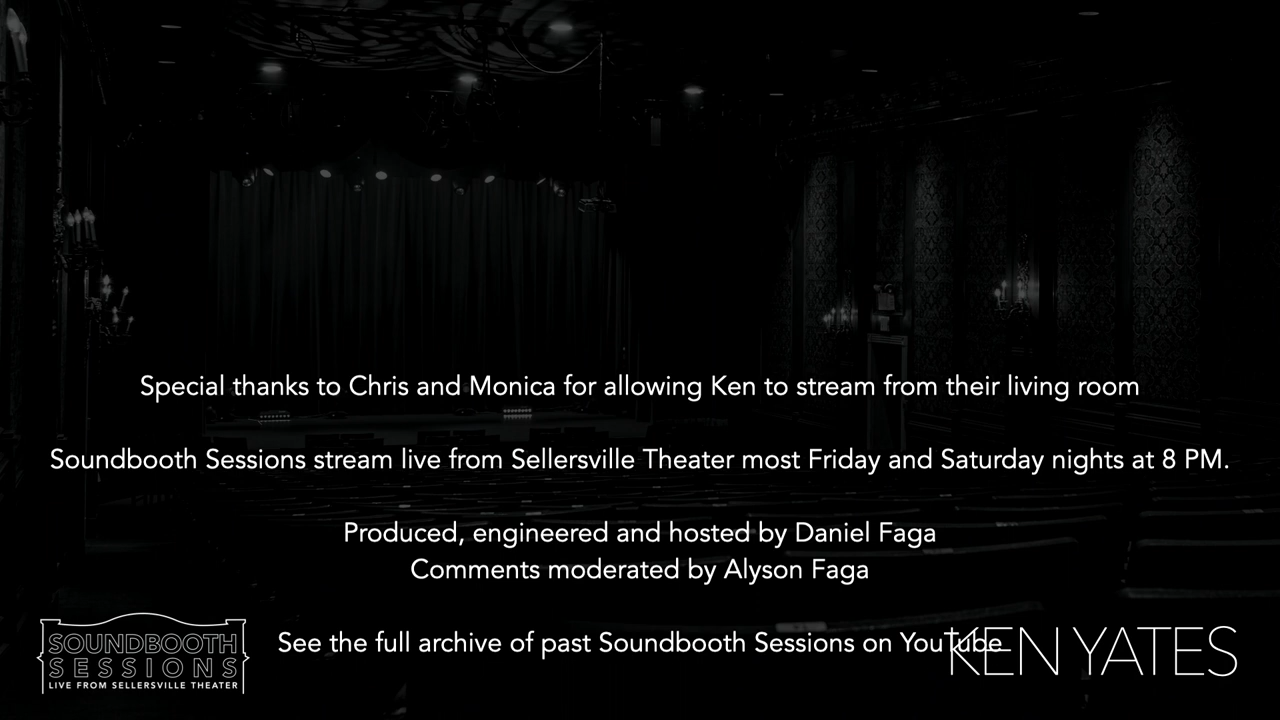 Special thanks to Chris and Monica for allowing Ken to stream from their living room
Soundbooth Sessions stream live from Sellersville Theater most Friday and Saturday nights at 8 PM.
Produced, engineered and hosted by Daniel Faga
Comments moderated by Alyson Faga
See the full archive of past Soundbooth Sessions on YouTube
SOUNDBOOTH
SESSIONS
LIVE FROM SELLERSVILLE THEATER
KEN YATES